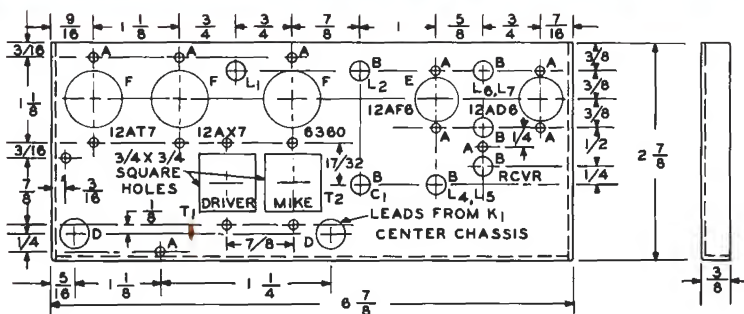 9/16 1 1/8 3/4 3/4 7/8 1 5/8 3/4 7/16
3/16 A A A B B A B A 3/8
F F F L1 L2 E L6,L7
1 1/8 12AF6 12AD6 3/8 2 7/8
3/8
12AT7 12AX7 6360 A B 1/4 A
3/16 3/4 X 3/4 17/32 A B 1/2
SQUARE
HOLES B B RCVR 1/4
7/8 3/16 DRIVER MIKE T2 C1 L4,L5
1/8 T1 LEADS FROM K1
D 7/8 D CENTER CHASSIS
1/4 A
5/16 1 1/8 1 1/4 3/8
6 7/8